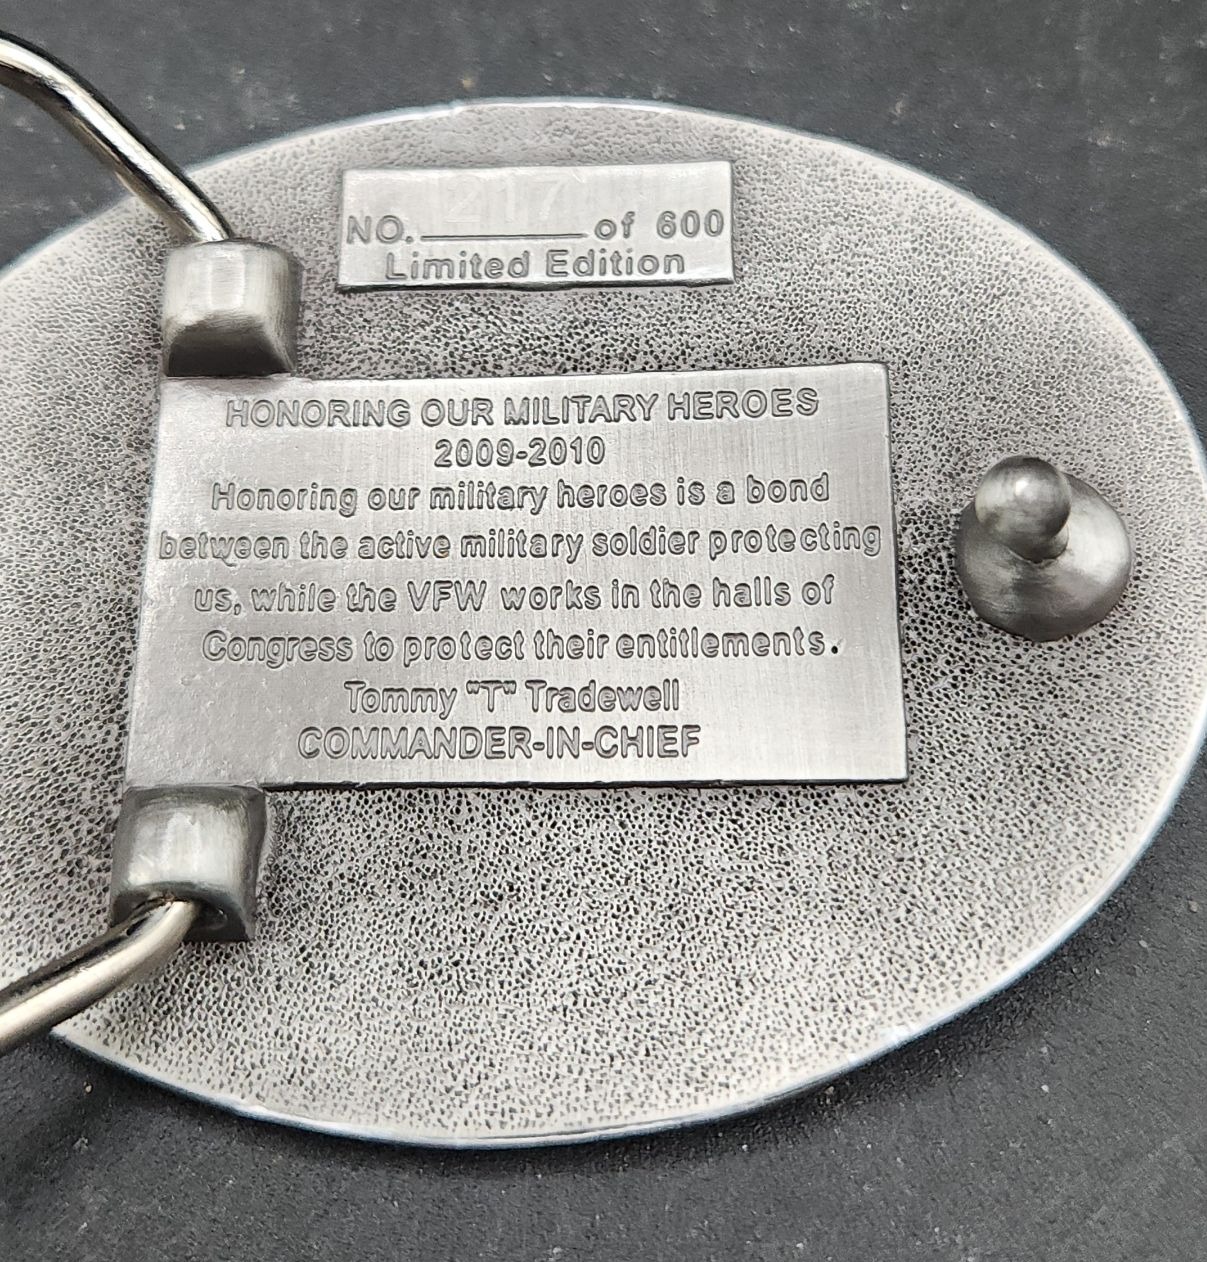 NO. 217 of 600
Limited Edition
HONORING OUR MILITARY HEROES
2009-2010
Honoring our military heroes is a bond
between the active military soldier protecting
us, while the VFW works in the halls of
Congress to protect their entitlements.
Tommy "T" Tradewell
COMMANDER-IN-CHIEF